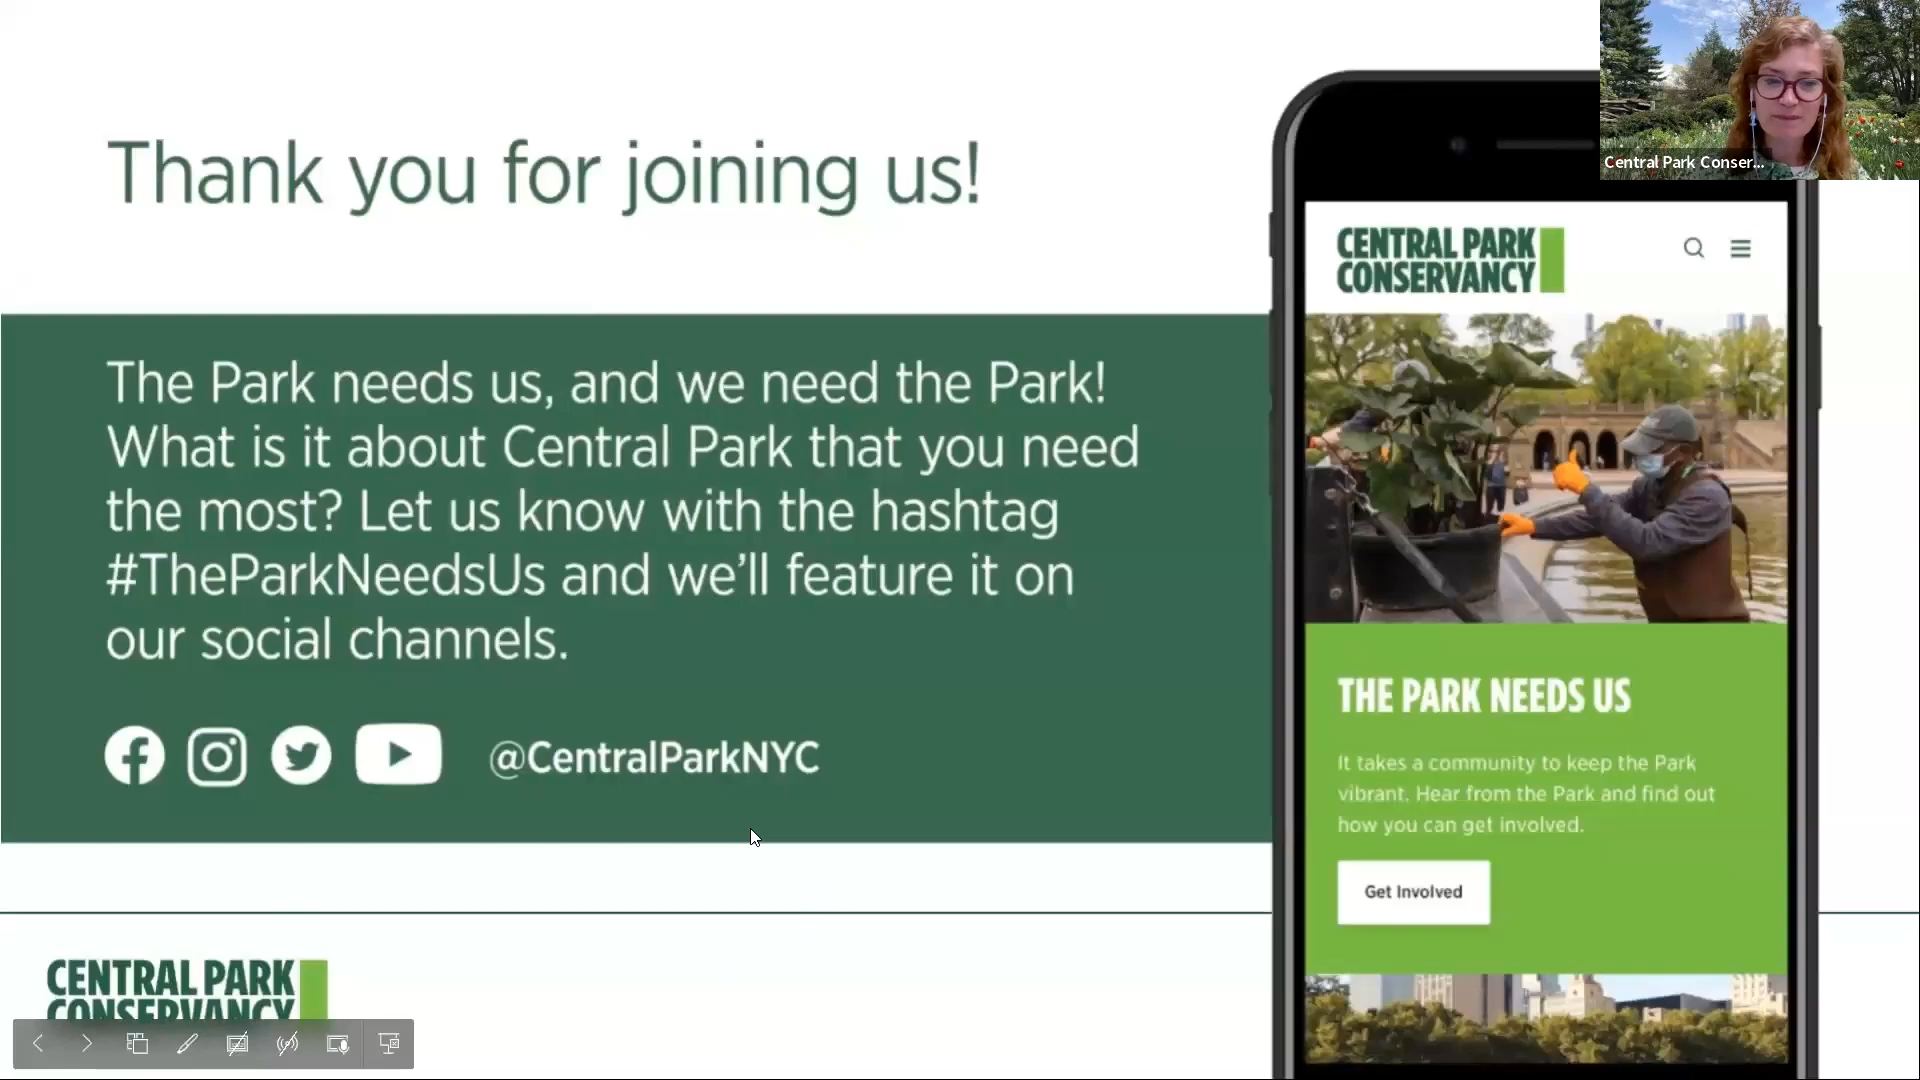 Thank you for joining us!
The Park needs us, and we need the Park!
What is it about Central Park that you need
the most? Let us know with the hashtag
#TheParkNeedsUs and we’ll feature it on
our social channels.
@CentralParkNYC
CENTRAL PARK
CONSERVANCY
Central Park Conser...
CENTRAL PARK
CONSERVANCY
THE PARK NEEDS US
It takes a community to keep the Park
vibrant. Hear from the Park and find out
how you can get involved.
Get Involved